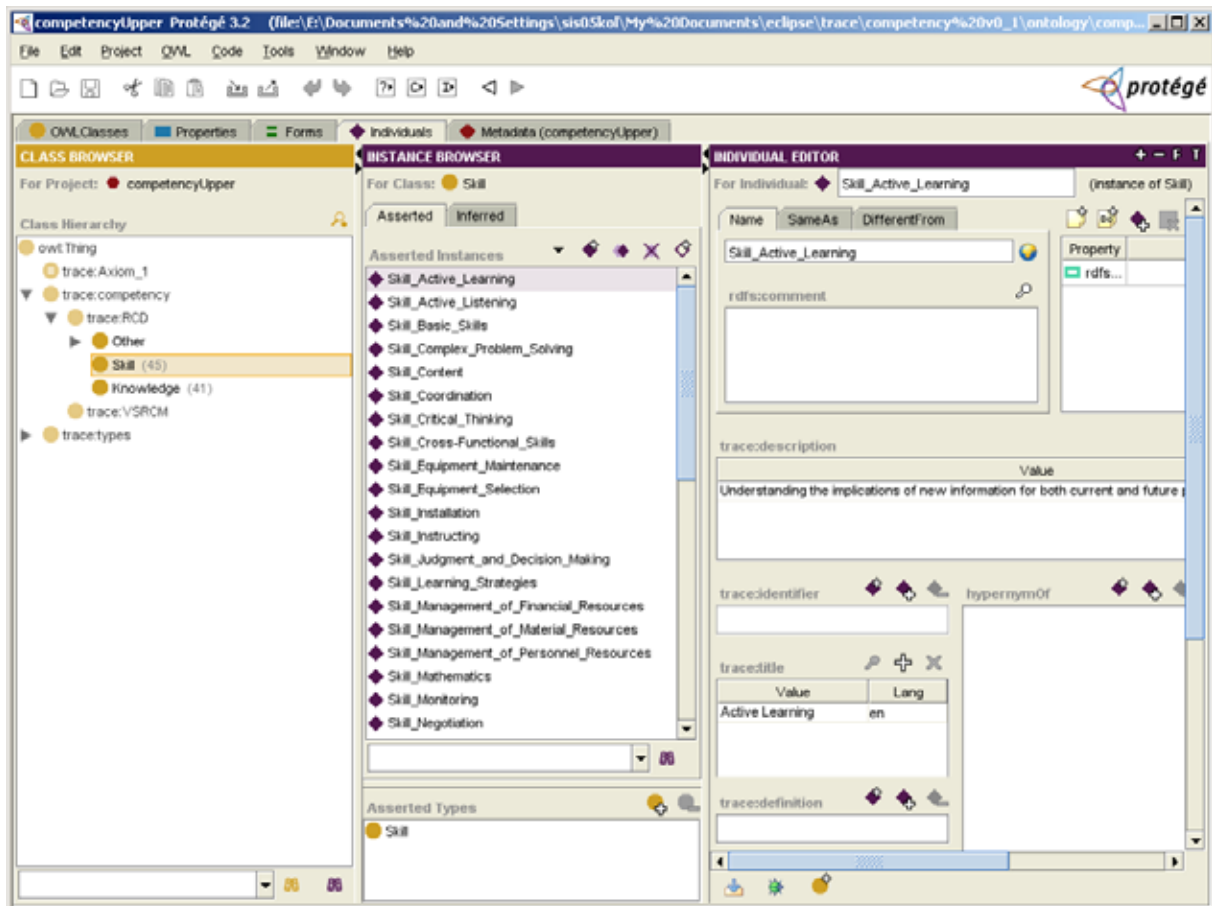 competencyUpper Protégé 3.2 (file:\E:\Documents%20and%20Settings\sis05kol\My%20Documents\eclipse\trace\competency%20v0_1\ontology\comp...
File Edit Project OWL Code Tools Window Help
protégé
OWLClasses Properties Forms Individuals Metadata (competencyUpper)
CLASS BROWSER
For Project: competencyUpper
Class Hierarchy
owl:Thing
trace:Axiom_1
trace:competency
trace:RCD
Other
Skill (45)
Knowledge (41)
trace:VSRCM
trace:types
INSTANCE BROWSER
For Class: Skill
Asserted Inferred
Asserted Instances
Skill_Active_Learning
Skill_Active_Listening
Skill_Basic_Skills
Skill_Complex_Problem_Solving
Skill_Content
Skill_Coordination
Skill_Critical_Thinking
Skill_Cross-Functional_Skills
Skill_Equipment_Maintenance
Skill_Equipment_Selection
Skill_Installation
Skill_Instructing
Skill_Judgment_and_Decision_Making
Skill_Learning_Strategies
Skill_Management_of_Financial_Resources
Skill_Management_of_Material_Resources
Skill_Management_of_Personnel_Resources
Skill_Mathematics
Skill_Monitoring
Skill_Negotiation
Asserted Types
Skill
INDIVIDUAL EDITOR + - F T
For Individual: Skill_Active_Learning (instance of Skill)
Name SameAs DifferentFrom
Skill_Active_Learning
rdfs:comment
Property
rdfs...
trace:description
Value
Understanding the implications of new information for both current and future p
trace:identifier
hypernymOf
trace:title
Value Lang
Active Learning en
trace:definition